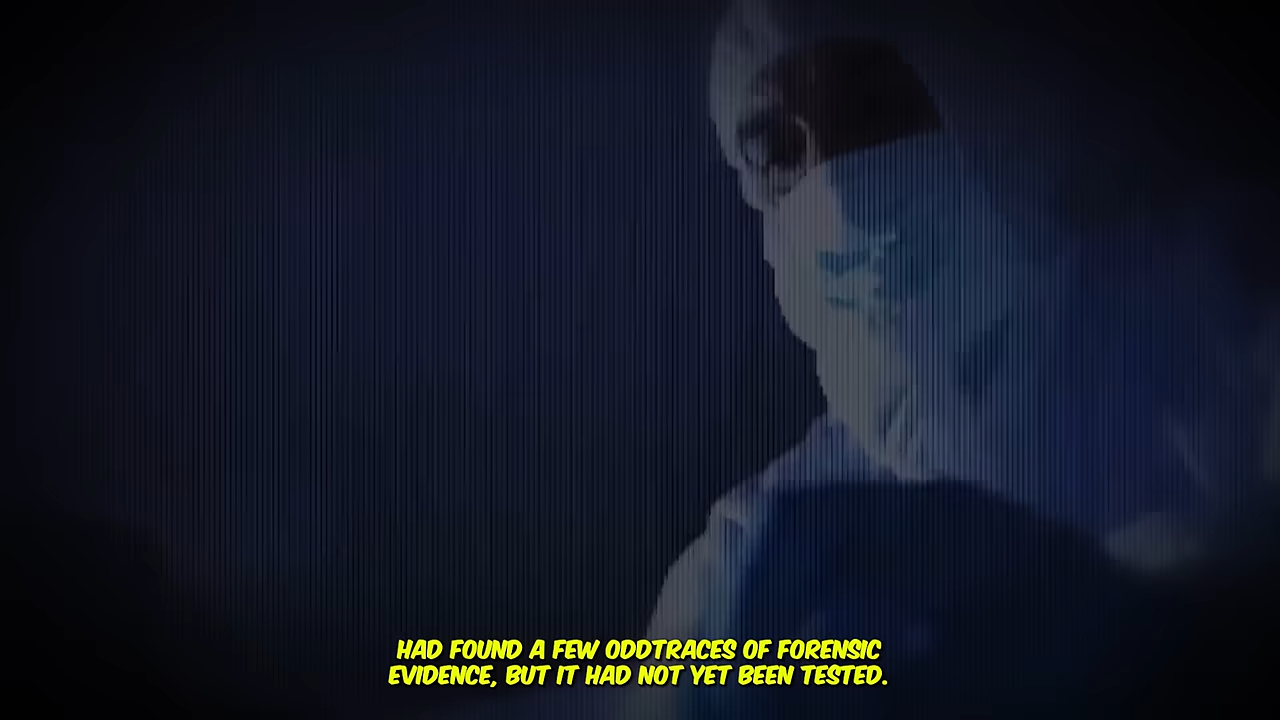 HAD FOUND A FEW ODDTRACES OF FORENSIC
EVIDENCE, BUT IT HAD NOT YET BEEN TESTED.